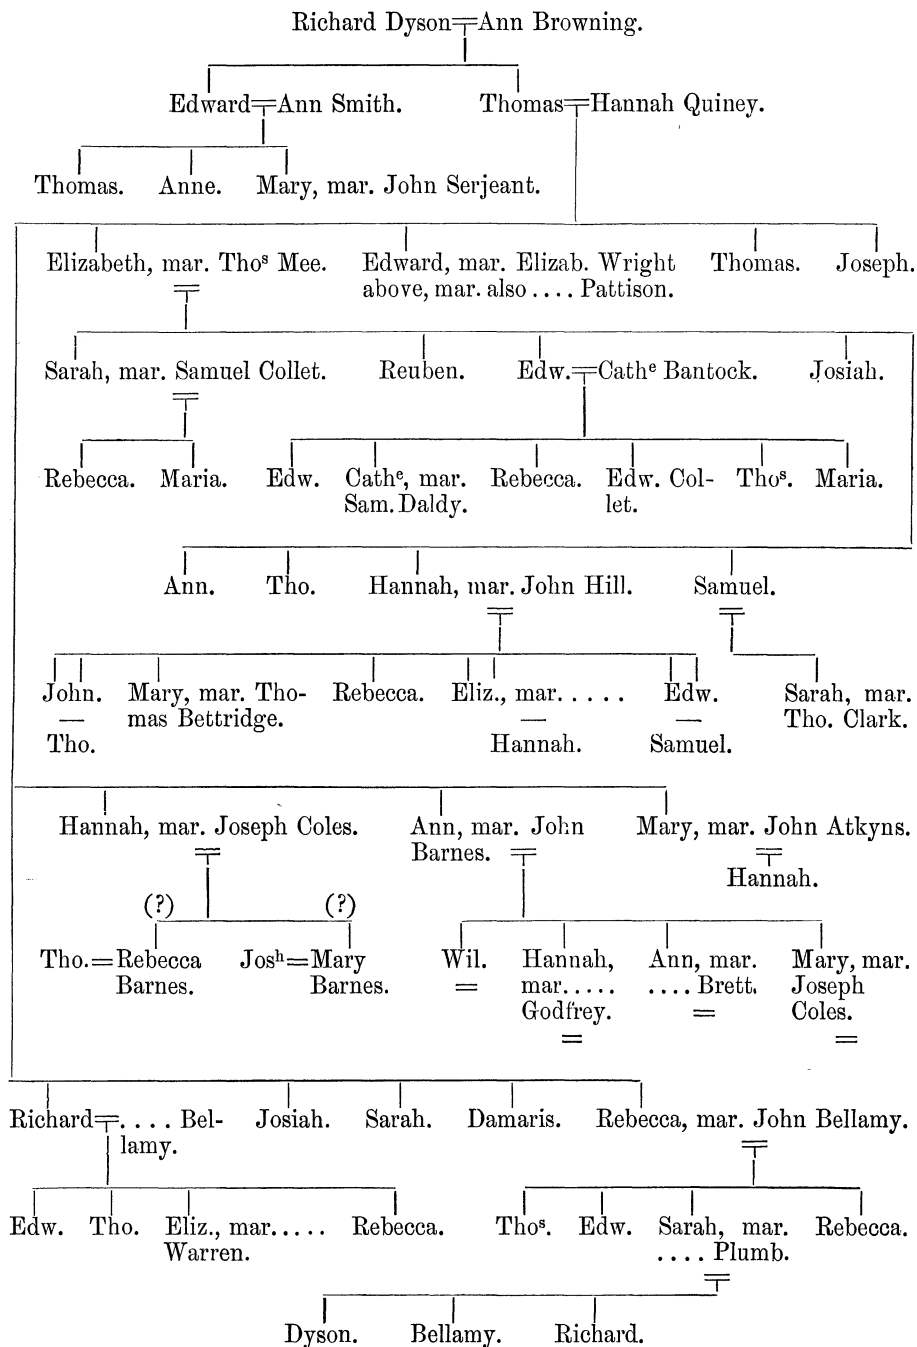 Richard Dyson=Ann Browning.
Edward=Ann Smith. Thomas=Hannah Quiney.
Thomas. Anne. Mary, mar. John Serjeant.
Elizabeth, mar. Thoˢ Mee. Edward, mar. Elizab. Wright Thomas. Joseph.
above, mar. also .... Pattison.
Sarah, mar. Samuel Collet. Reuben. Edw.=Cathᵉ Bantock. Josiah.
Rebecca. Maria. Edw. Cathᵉ, mar. Rebecca. Edw. Col- Thoˢ. Maria.
Sam. Daldy. let.
Ann. Tho. Hannah, mar. John Hill. Samuel.
John. Mary, mar. Tho- Rebecca. Eliz., mar..... Edw. Sarah, mar.
— mas Bettridge. — — Tho. Clark.
Tho. Hannah. Samuel.
Hannah, mar. Joseph Coles. Ann, mar. John Mary, mar. John Atkyns.
Barnes.
Hannah.
(?) (?)
Tho.=Rebecca Josʰ=Mary Wil. Hannah, Ann, mar. Mary, mar.
Barnes. Barnes. = mar..... .... Brett. Joseph
Godfrey. = Coles.
= =
Richard=.... Bel- Josiah. Sarah. Damaris. Rebecca, mar. John Bellamy.
lamy.
Edw. Tho. Eliz., mar..... Rebecca. Thoˢ. Edw. Sarah, mar. Rebecca.
Warren. .... Plumb.
Dyson. Bellamy. Richard.